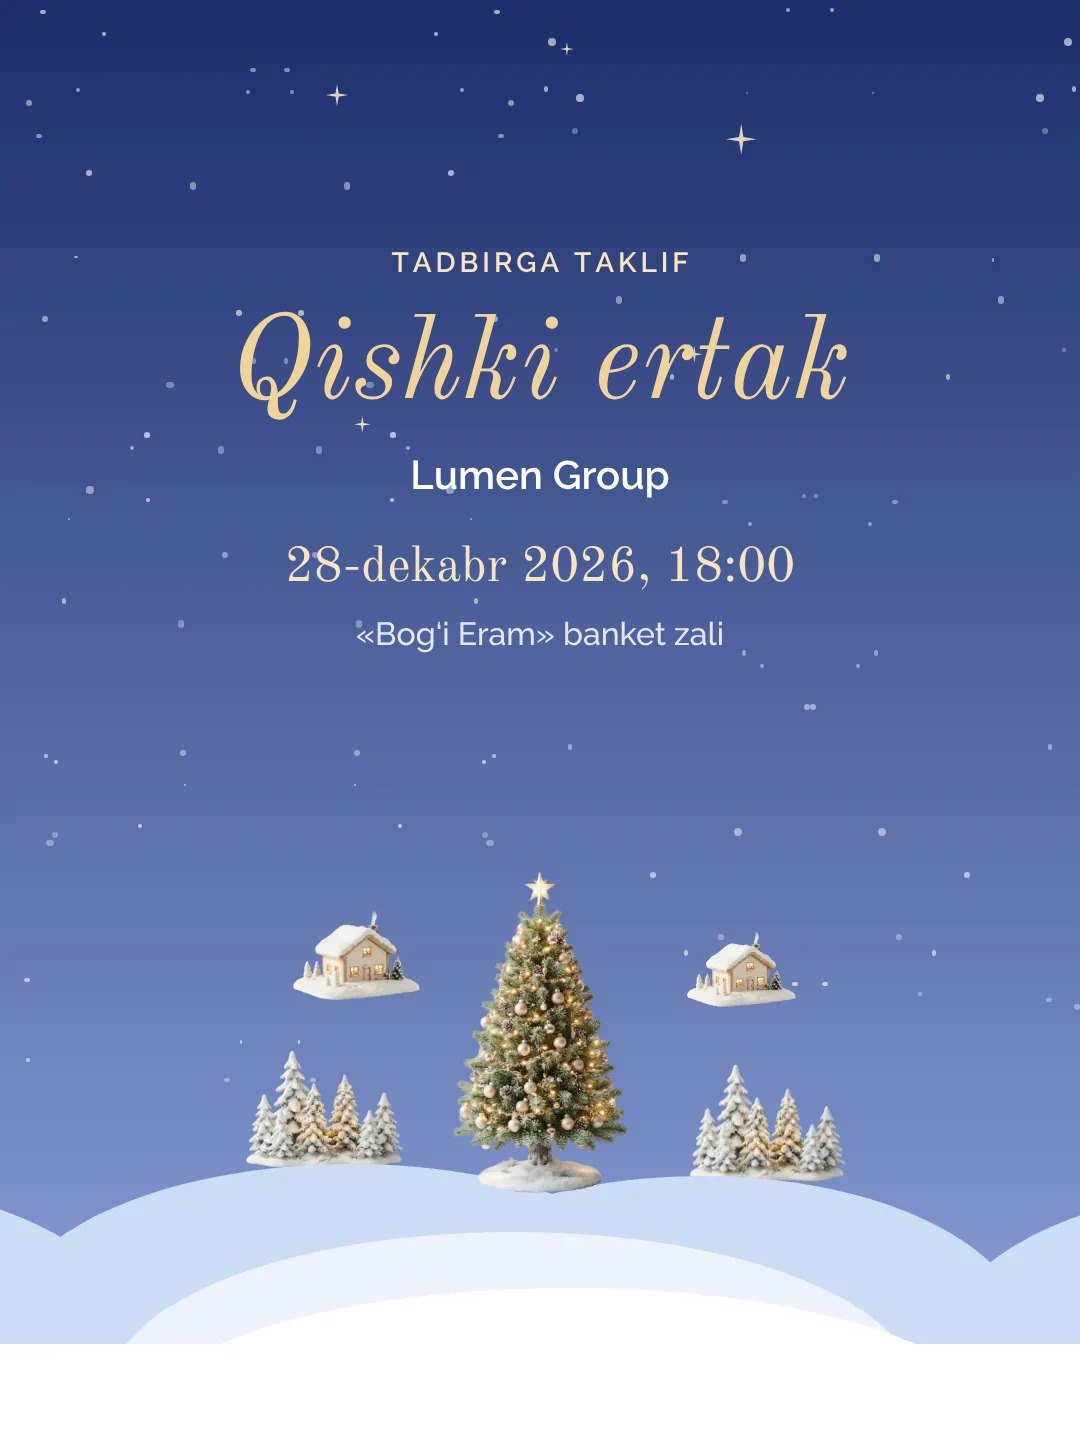 TADBIRGA TAKLIF
Qishki ertak
Lumen Group
28-dekabr 2026, 18:00
«Bog‘i Eram» banket zali